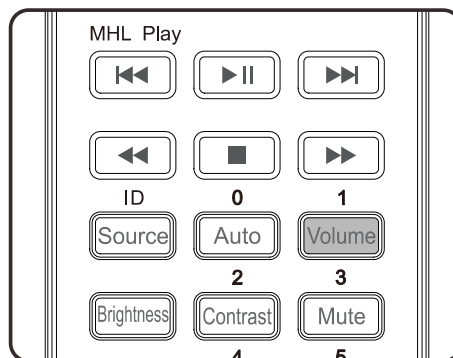 MHL Play
ID 0 1
Source Auto Volume
2 3
Brightness Contrast Mute
4 5